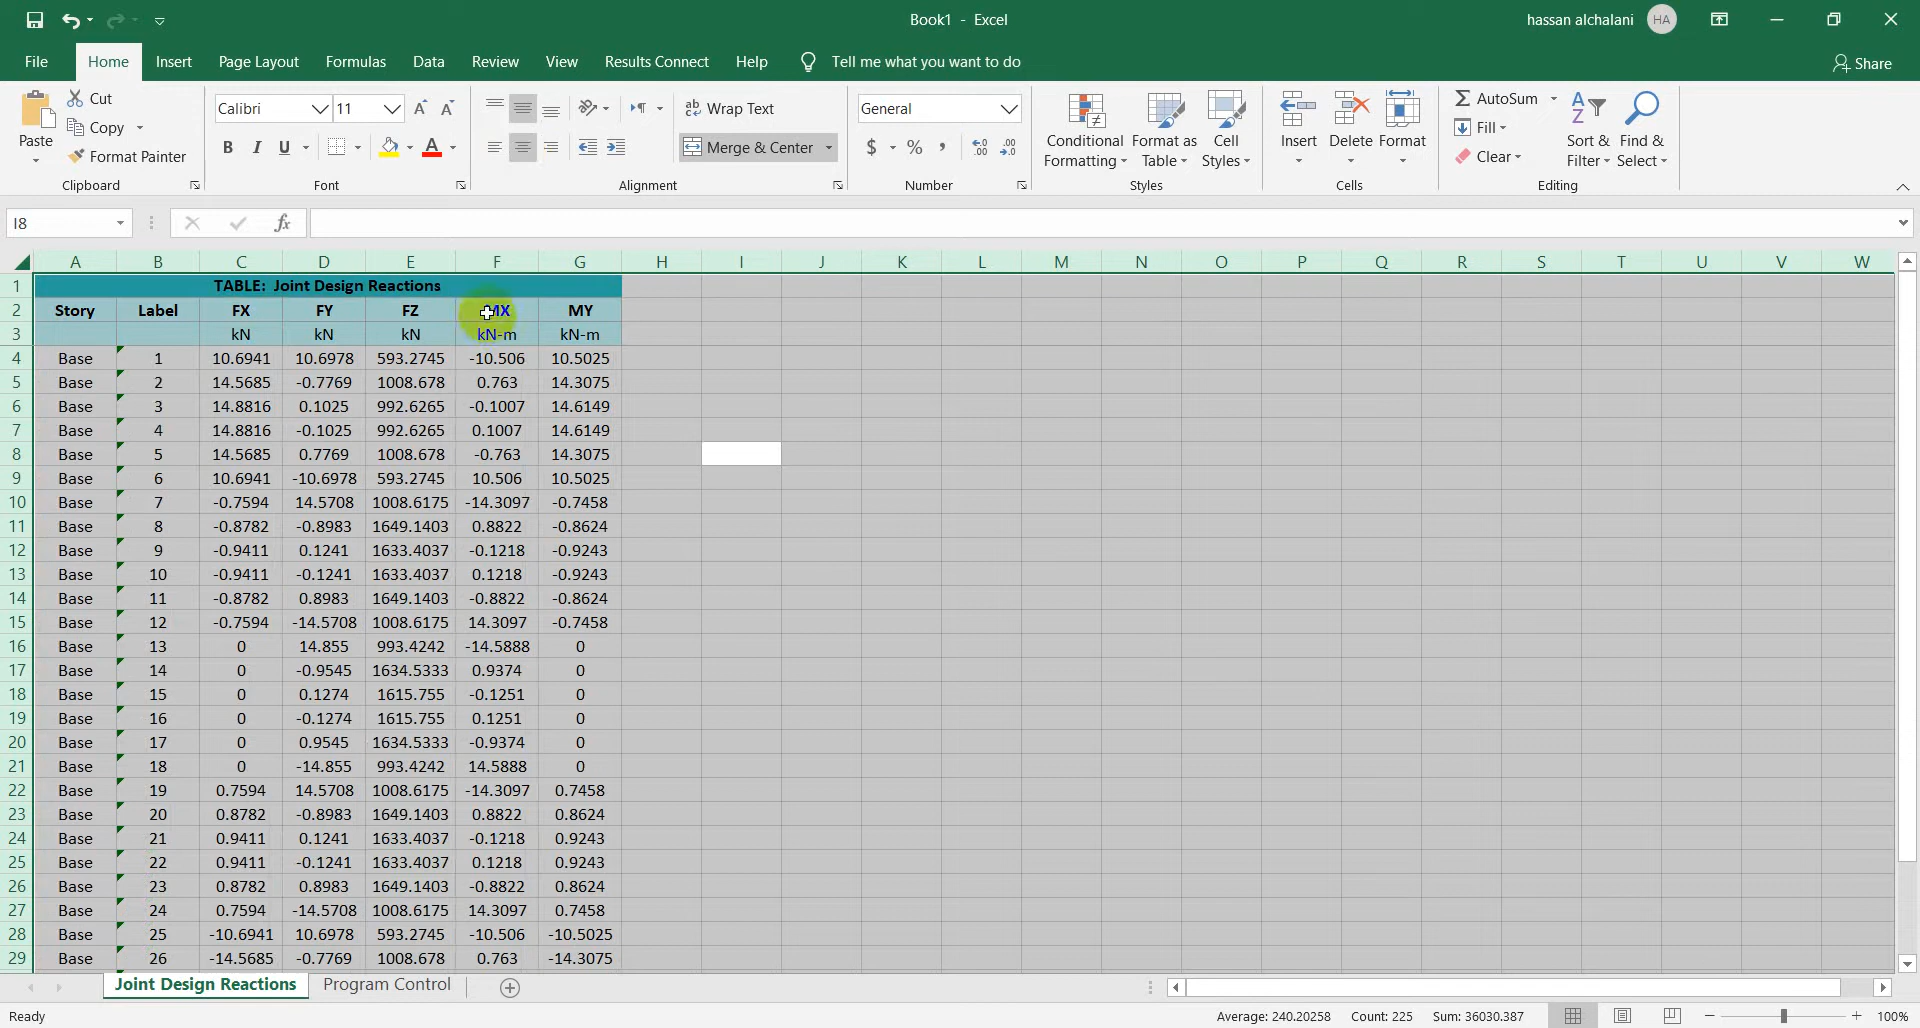 Book1 - Excel
hassan alchalani HA
File Home Insert Page Layout Formulas Data Review View Results Connect Help Tell me what you want to do Share
Paste
Cut
Copy
Format Painter
Clipboard
Calibri 11
B I U
Font
Wrap Text
Merge & Center
Alignment
General
$ % ,
Number
Conditional Formatting
Format as Table
Cell Styles
Styles
Insert Delete Format
Cells
AutoSum
Fill
Clear
Sort & Filter
Find & Select
Editing
I8 fx
A B C D E F G H I J K L M N O P Q R S T U V W
1 TABLE: Joint Design Reactions
2 Story Label FX FY FZ MX MY
3 kN kN kN kN-m kN-m
4 Base 1 10.6941 10.6978 593.2745 -10.506 10.5025
5 Base 2 14.5685 -0.7769 1008.678 0.763 14.3075
6 Base 3 14.8816 0.1025 992.6265 -0.1007 14.6149
7 Base 4 14.8816 -0.1025 992.6265 0.1007 14.6149
8 Base 5 14.5685 0.7769 1008.678 -0.763 14.3075
9 Base 6 10.6941 -10.6978 593.2745 10.506 10.5025
10 Base 7 -0.7594 14.5708 1008.6175 -14.3097 -0.7458
11 Base 8 -0.8782 -0.8983 1649.1403 0.8822 -0.8624
12 Base 9 -0.9411 0.1241 1633.4037 -0.1218 -0.9243
13 Base 10 -0.9411 -0.1241 1633.4037 0.1218 -0.9243
14 Base 11 -0.8782 0.8983 1649.1403 -0.8822 -0.8624
15 Base 12 -0.7594 -14.5708 1008.6175 14.3097 -0.7458
16 Base 13 0 14.855 993.4242 -14.5888 0
17 Base 14 0 -0.9545 1634.5333 0.9374 0
18 Base 15 0 0.1274 1615.755 -0.1251 0
19 Base 16 0 -0.1274 1615.755 0.1251 0
20 Base 17 0 0.9545 1634.5333 -0.9374 0
21 Base 18 0 -14.855 993.4242 14.5888 0
22 Base 19 0.7594 14.5708 1008.6175 -14.3097 0.7458
23 Base 20 0.8782 -0.8983 1649.1403 0.8822 0.8624
24 Base 21 0.9411 0.1241 1633.4037 -0.1218 0.9243
25 Base 22 0.9411 -0.1241 1633.4037 0.1218 0.9243
26 Base 23 0.8782 0.8983 1649.1403 -0.8822 0.8624
27 Base 24 0.7594 -14.5708 1008.6175 14.3097 0.7458
28 Base 25 -10.6941 10.6978 593.2745 -10.506 -10.5025
29 Base 26 -14.5685 -0.7769 1008.678 0.763 -14.3075
Joint Design Reactions Program Control
Ready Average: 240.20258 Count: 225 Sum: 36030.387 100%